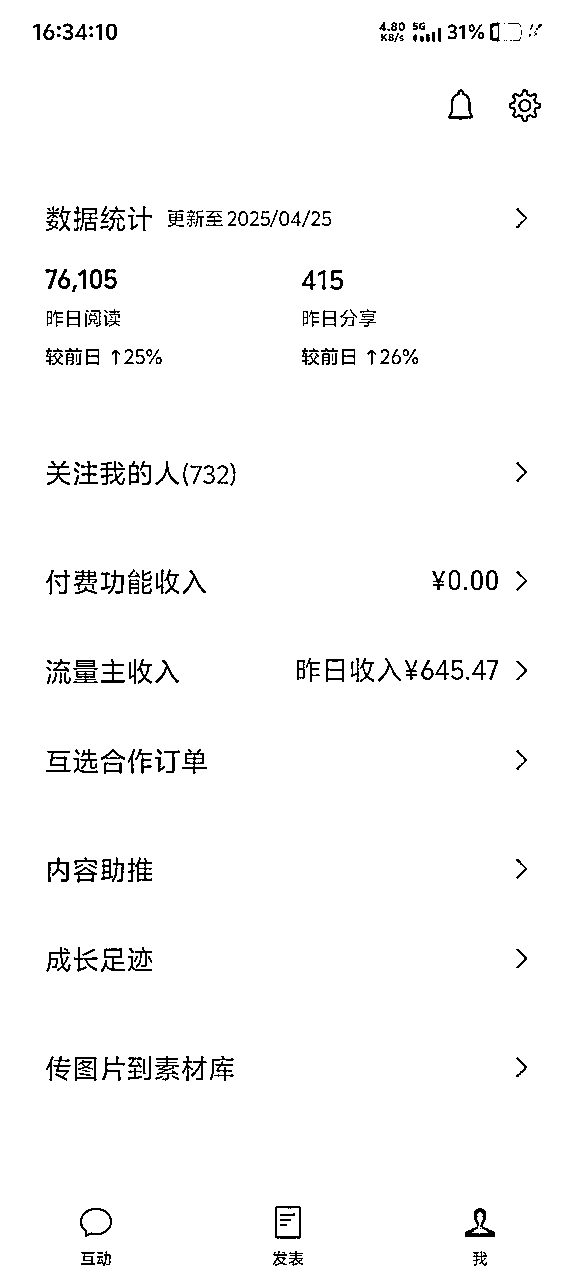 16:34:10 4.80 KB/s 5G 31%
数据统计 更新至2025/04/25
76,105 415
昨日阅读 昨日分享
较前日 ↑25% 较前日 ↑26%
关注我的人(732)
付费功能收入 ¥0.00
流量主收入 昨日收入¥645.47
互选合作订单
内容助推
成长足迹
传图片到素材库
互动 发表 我